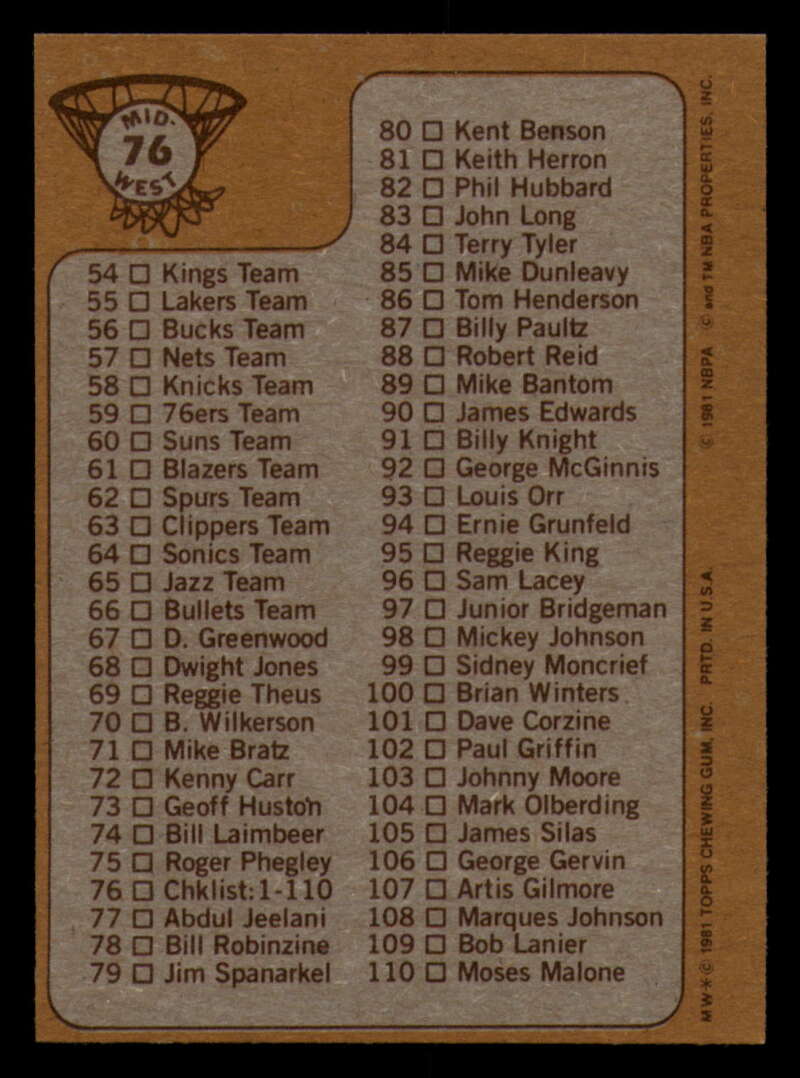 MID-
76
WEST
54 □ Kings Team
55 □ Lakers Team
56 □ Bucks Team
57 □ Nets Team
58 □ Knicks Team
59 □ 76ers Team
60 □ Suns Team
61 □ Blazers Team
62 □ Spurs Team
63 □ Clippers Team
64 □ Sonics Team
65 □ Jazz Team
66 □ Bullets Team
67 □ D. Greenwood
68 □ Dwight Jones
69 □ Reggie Theus
70 □ B. Wilkerson
71 □ Mike Bratz
72 □ Kenny Carr
73 □ Geoff Huston
74 □ Bill Laimbeer
75 □ Roger Phegley
76 □ Chklist:1-110
77 □ Abdul Jeelani
78 □ Bill Robinzine
79 □ Jim Spanarkel
80 □ Kent Benson
81 □ Keith Herron
82 □ Phil Hubbard
83 □ John Long
84 □ Terry Tyler
85 □ Mike Dunleavy
86 □ Tom Henderson
87 □ Billy Paultz
88 □ Robert Reid
89 □ Mike Bantom
90 □ James Edwards
91 □ Billy Knight
92 □ George McGinnis
93 □ Louis Orr
94 □ Ernie Grunfeld
95 □ Reggie King
96 □ Sam Lacey
97 □ Junior Bridgeman
98 □ Mickey Johnson
99 □ Sidney Moncrief
100 □ Brian Winters
101 □ Dave Corzine
102 □ Paul Griffin
103 □ Johnny Moore
104 □ Mark Olberding
105 □ James Silas
106 □ George Gervin
107 □ Artis Gilmore
108 □ Marques Johnson
109 □ Bob Lanier
110 □ Moses Malone
MW*© 1981 TOPPS CHEWING GUM, INC. PRTD. IN U.S.A. © 1981 NBPA © and TM NBA PROPERTIES, INC.